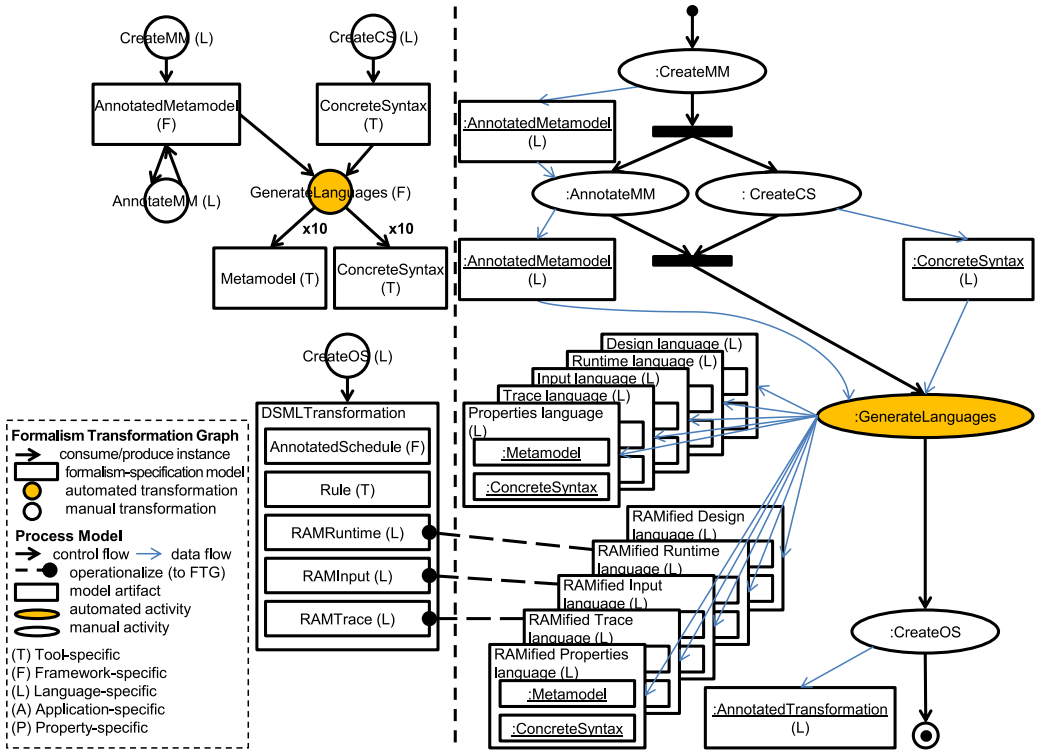 CreateMM (L)
AnnotatedMetamodel
(F)
AnnotateMM (L)
CreateCS (L)
ConcreteSyntax
(T)
GenerateLanguages (F)
x10
x10
Metamodel (T)
ConcreteSyntax
(T)
CreateOS (L)
DSMLTransformation
AnnotatedSchedule (F)
Rule (T)
RAMRuntime (L)
RAMInput (L)
RAMTrace (L)
Formalism Transformation Graph
consume/produce instance
formalism-specification model
automated transformation
manual transformation
Process Model
control flow
data flow
operationalize (to FTG)
model artifact
automated activity
manual activity
(T) Tool-specific
(F) Framework-specific
(L) Language-specific
(A) Application-specific
(P) Property-specific
:CreateMM
:AnnotatedMetamodel
(L)
:AnnotateMM
: CreateCS
:AnnotatedMetamodel
(L)
:ConcreteSyntax
(L)
:GenerateLanguages
Design language (L)
Runtime language (L)
Input language (L)
Trace language (L)
Properties language
(L)
:Metamodel
:ConcreteSyntax
RAMified Design
language (L)
RAMified Runtime
language (L)
RAMified Input
language (L)
RAMified Trace
language (L)
RAMified Properties
language (L)
:Metamodel
:ConcreteSyntax
:CreateOS
:AnnotatedTransformation
(L)